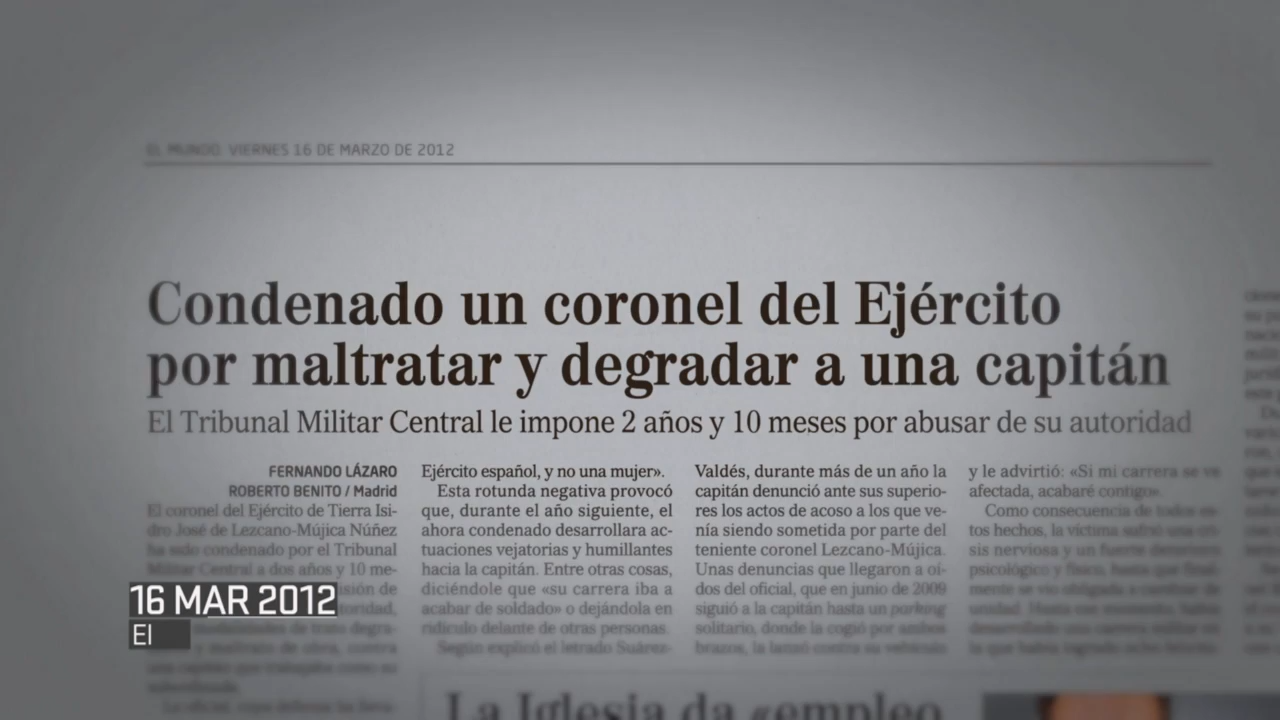 EL MUNDO. VIERNES 16 DE MARZO DE 2012
Condenado un coronel del Ejército
por maltratar y degradar a una capitán
El Tribunal Militar Central le impone 2 años y 10 meses por abusar de su autoridad
FERNANDO LÁZARO
ROBERTO BENITO / Madrid
El coronel del Ejército de Tierra Isi-
dro José de Lezcano-Mújica Núñez
ha sido condenado por el Tribunal
Militar Central a dos años y 10 me-
16 MAR 2012
El
Ejército español, y no una mujer».
Esta rotunda negativa provocó
que, durante el año siguiente, el
ahora condenado desarrollara ac-
tuaciones vejatorias y humillantes
hacia la capitán. Entre otras cosas,
diciéndole que «su carrera iba a
acabar de soldado» o dejándola en
ridículo delante de otras personas.
Según explicó el letrado Suárez-
Valdés, durante más de un año la
capitán denunció ante sus superio-
res los actos de acoso a los que ve-
nía siendo sometida por parte del
teniente coronel Lezcano-Mújica.
Unas denuncias que llegaron a oí-
dos del oficial, que en junio de 2009
siguió a la capitán hasta un parking
solitario, donde la cogió por ambos
brazos, la lanzó contra su vehículo
y le advirtió: «Si mi carrera se ve
afectada, acabaré contigo».
Como consecuencia de todos es-
tos hechos, la víctima sufrió una cri-
sis nerviosa y un fuerte deterioro
psicológico y físico, hasta que final-
mente se vio obligada a cambiar de
unidad. Hasta ese momento, había
desarrollado una carrera militar en
la que había logrado
La Iglesia da «empleo